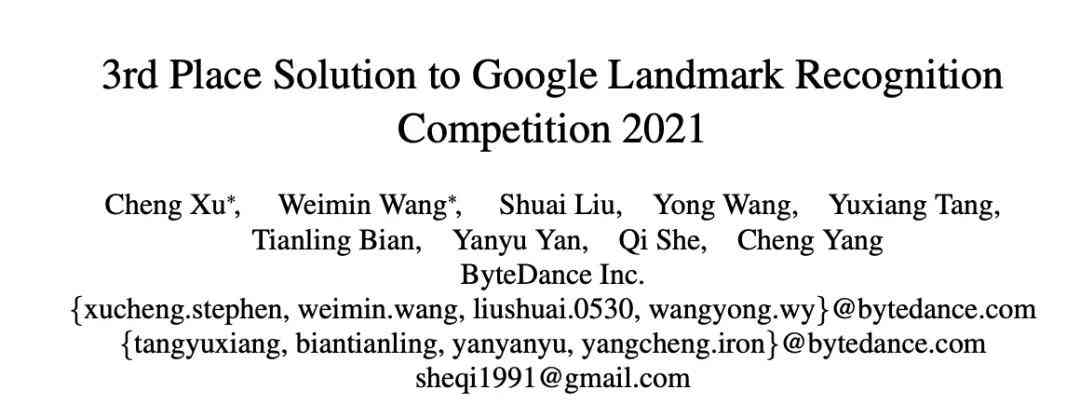 3rd Place Solution to Google Landmark Recognition
Competition 2021
Cheng Xu*, Weimin Wang*, Shuai Liu, Yong Wang, Yuxiang Tang,
Tianling Bian, Yanyu Yan, Qi She, Cheng Yang
ByteDance Inc.
{xucheng.stephen, weimin.wang, liushuai.0530, wangyong.wy}@bytedance.com
{tangyuxiang, biantianling, yanyanyu, yangcheng.iron}@bytedance.com
sheqi1991@gmail.com